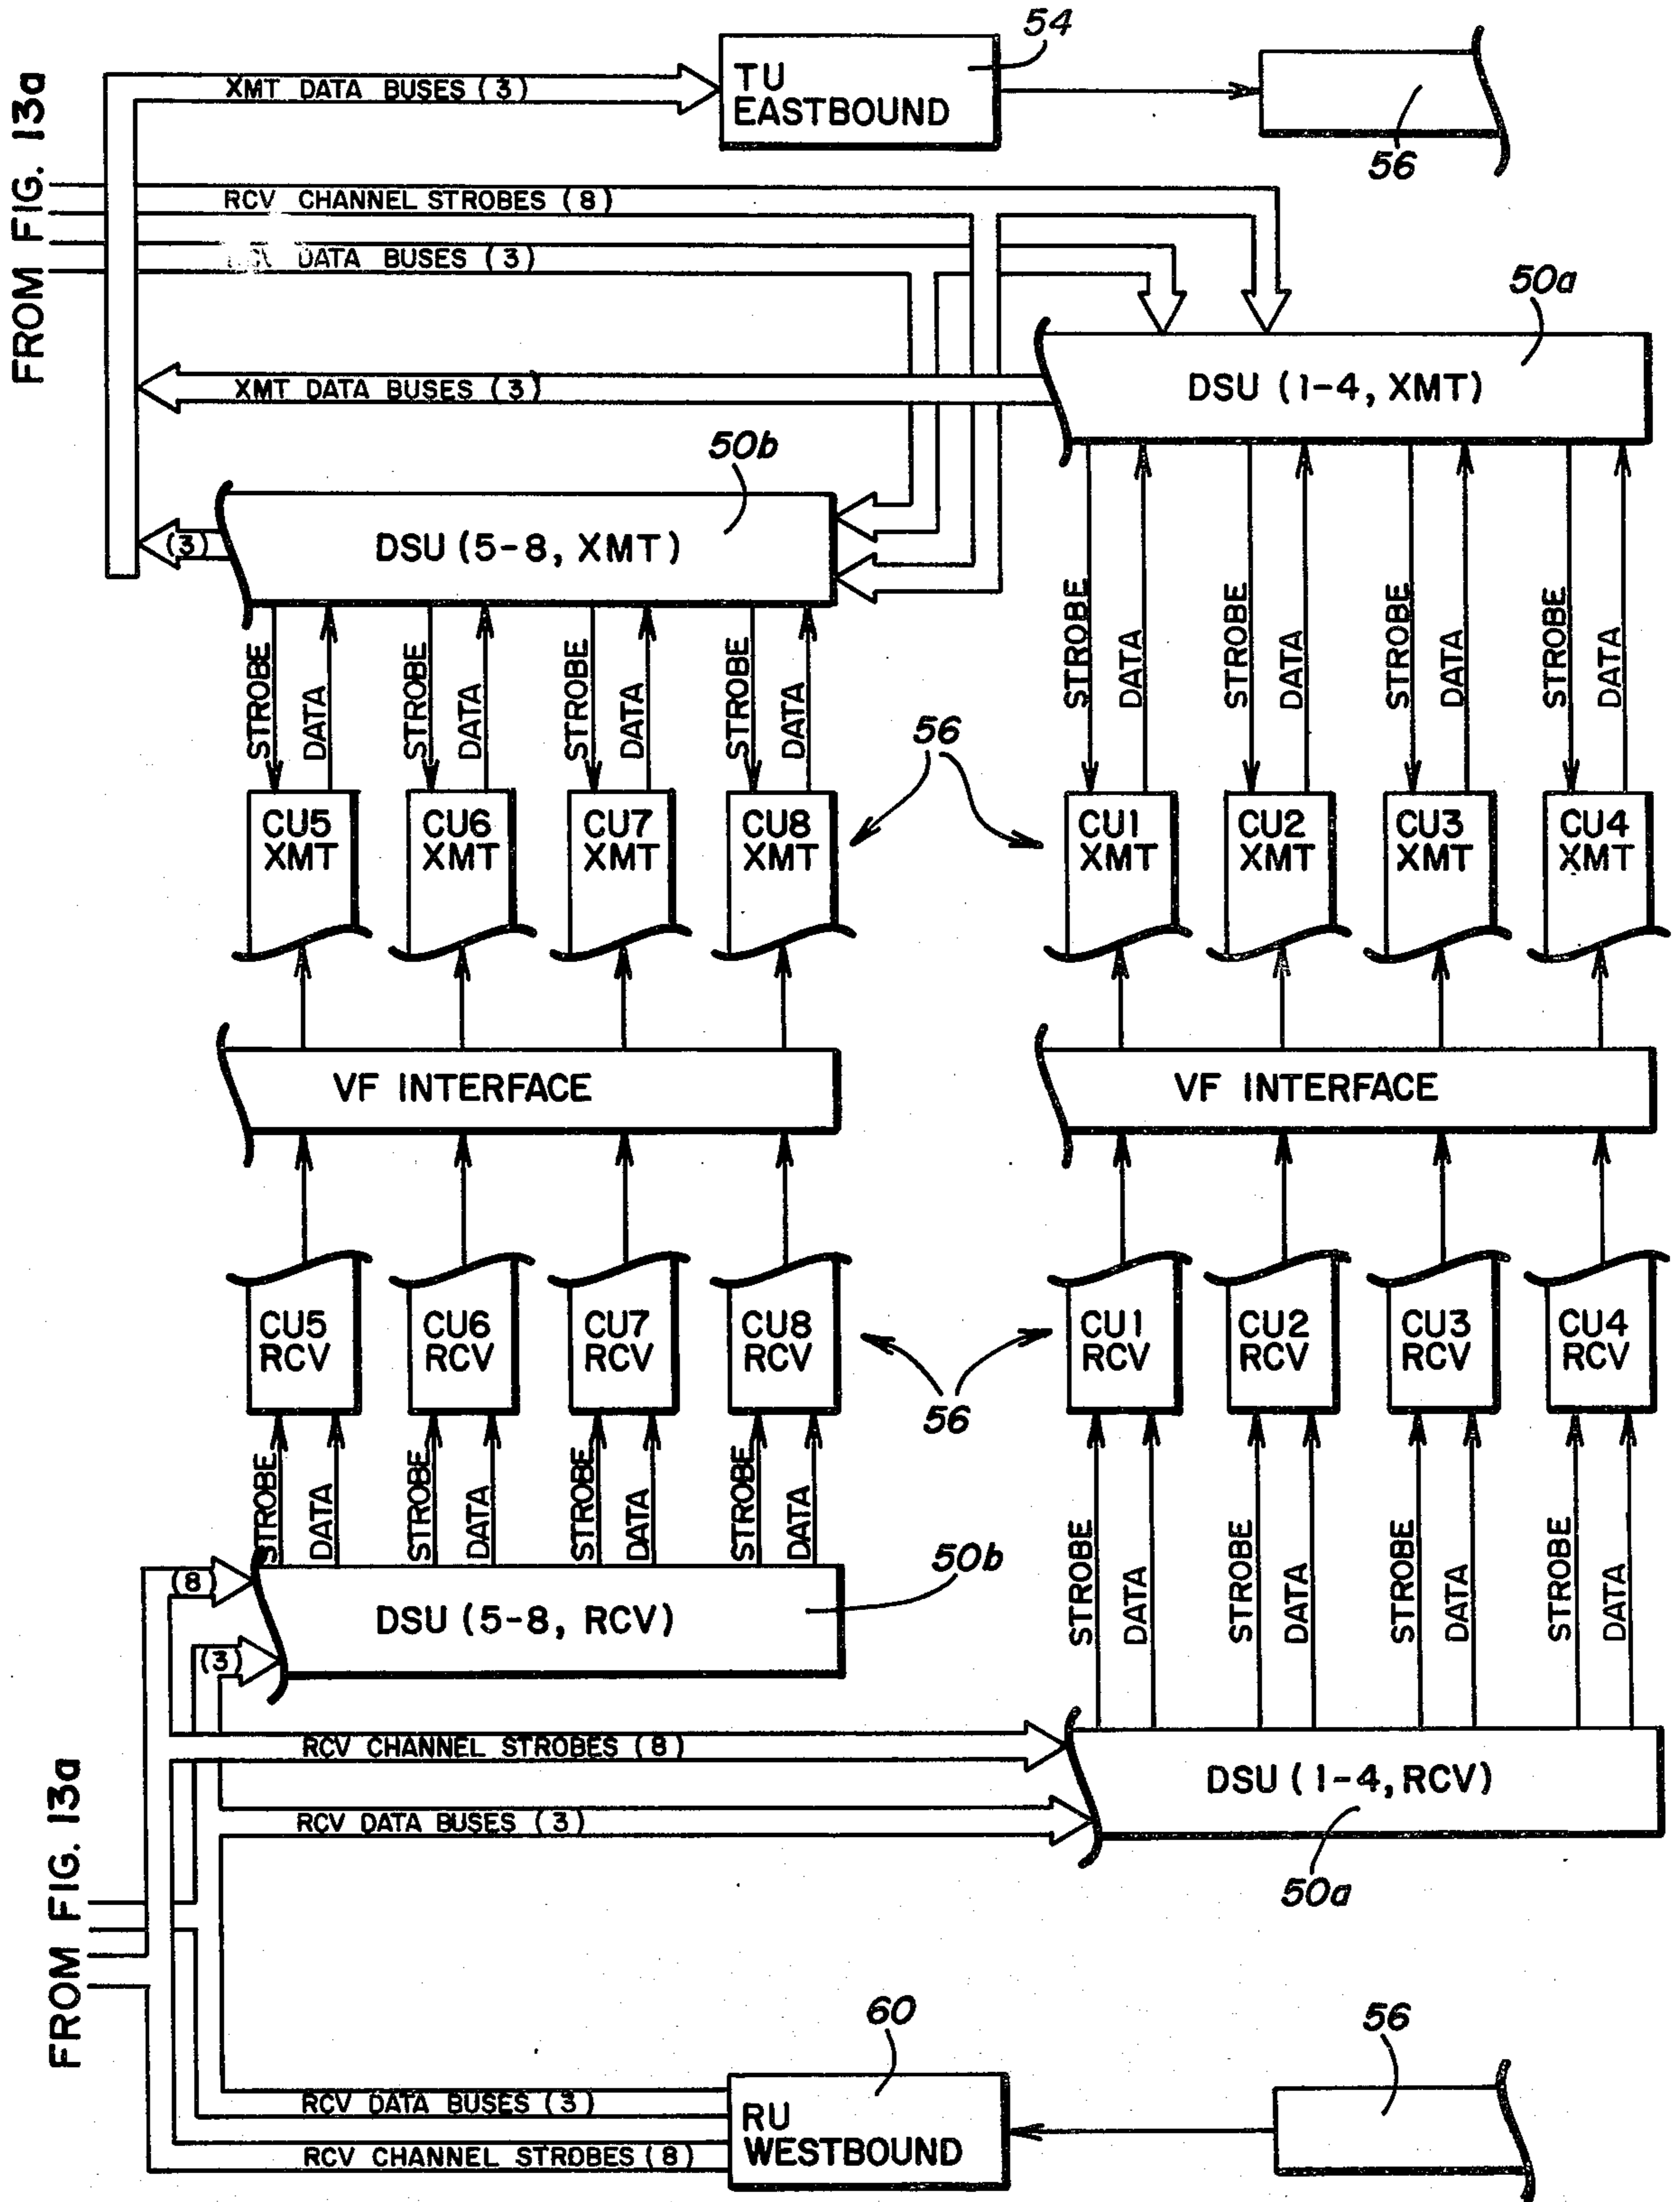 FROM FIG. 13a
XMT DATA BUSES (3)
TU
EASTBOUND
54
56
RCV CHANNEL STROBES (8)
DATA BUSES (3)
50a
XMT DATA BUSES (3)
DSU (1-4, XMT)
50b
(3)
DSU (5-8, XMT)
STROBE DATA STROBE DATA STROBE DATA STROBE DATA
STROBE DATA STROBE DATA STROBE DATA STROBE DATA
56
CU5 XMT
CU6 XMT
CU7 XMT
CU8 XMT
CU1 XMT
CU2 XMT
CU3 XMT
CU4 XMT
VF INTERFACE
VF INTERFACE
CU5 RCV
CU6 RCV
CU7 RCV
CU8 RCV
CU1 RCV
CU2 RCV
CU3 RCV
CU4 RCV
56
STROBE DATA STROBE DATA STROBE DATA STROBE DATA
STROBE DATA STROBE DATA STROBE DATA STROBE DATA
50b
(8)
DSU (5-8, RCV)
(3)
RCV CHANNEL STROBES (8)
DSU (1-4, RCV)
RCV DATA BUSES (3)
50a
FROM FIG. 13a
60
56
RCV DATA BUSES (3)
RU
WESTBOUND
RCV CHANNEL STROBES (8)